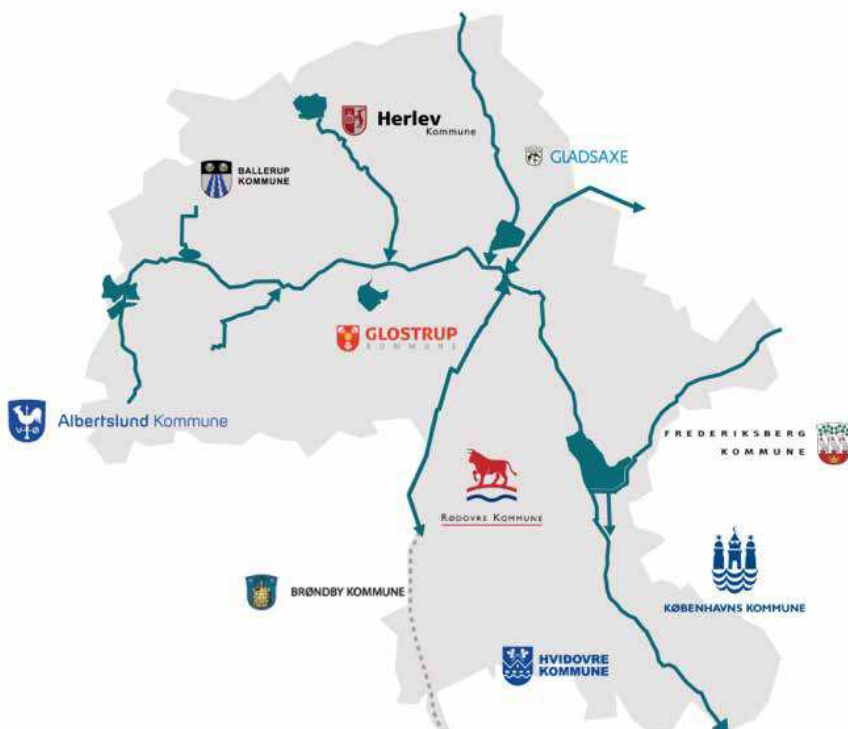 Herlev
Kommune
GLADSAXE
BALLERUP
KOMMUNE
GLOSTRUP
KOMMUNE
Albertslund Kommune
FREDERIKSBERG
KOMMUNE
RØDOVRE KOMMUNE
BRØNDBY KOMMUNE
KØBENHAVNS KOMMUNE
HVIDOVRE
KOMMUNE